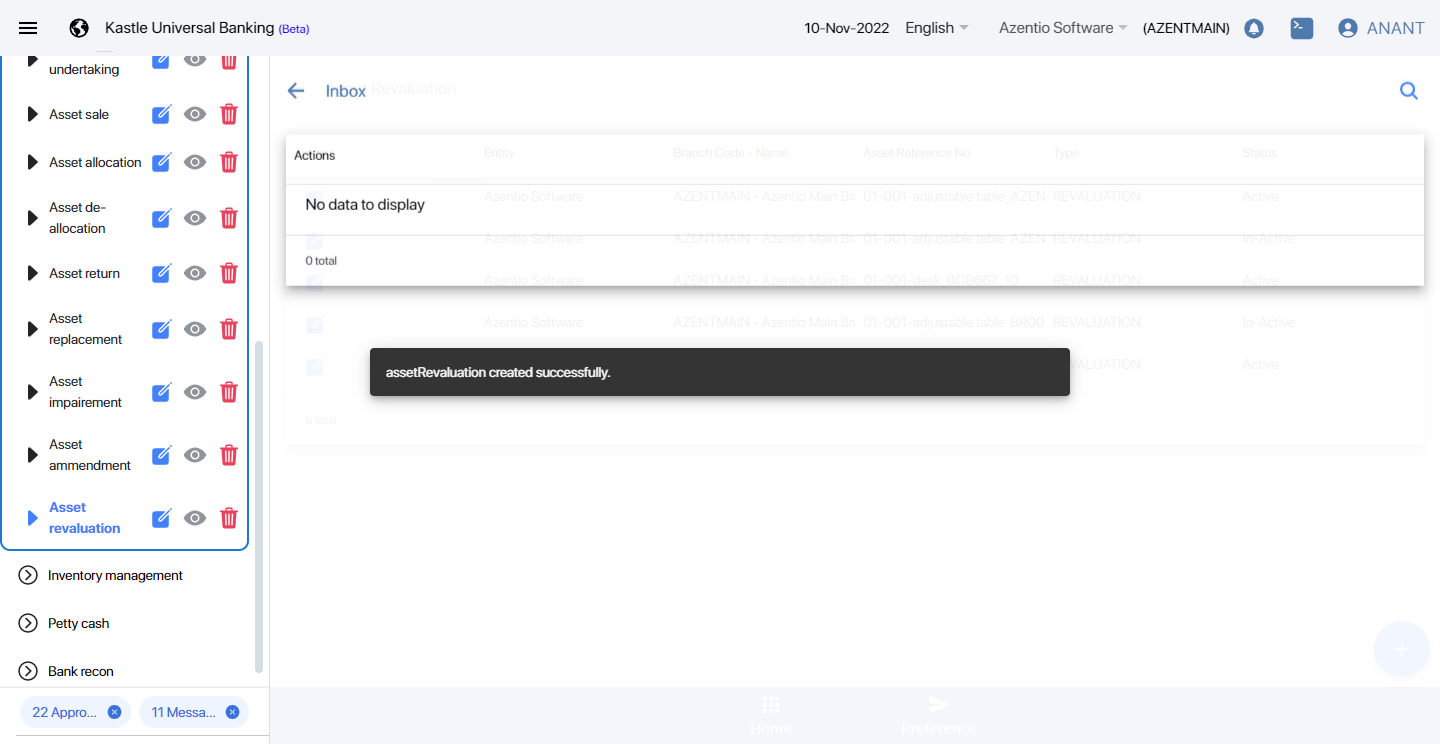 Kastle Universal Banking (Beta)
10-Nov-2022
English
Azentio Software
(AZENTMAIN)
ANANT
undertaking
Asset sale
Asset allocation
Asset de-
allocation
Asset return
Asset
replacement
Asset
impairement
Asset
ammendment
Asset
revaluation
Inventory management
Petty cash
Bank recon
22 Appro...
11 Messa...
Inbox
Revaluation
Actions
Entity
Branch Code - Name
Asset Reference No
Type
Status
Azentio Software AZENTMAIN - Azentio Main Br 01-001-adjustable table_AZEN REVALUATION Active
No data to display
Azentio Software AZENTMAIN - Azentio Main Br 01-001-adjustable table_AZEN REVALUATION In-Active
0 total
Azentio Software AZENTMAIN - Azentio Main Br 01-001-desk_BOB667_10 REVALUATION Active
Azentio Software AZENTMAIN - Azentio Main Br 01-001-adjustable table_BR00 REVALUATION In-Active
VALUATION Active
assetRevaluation created successfully.
5 total
Home
Preference